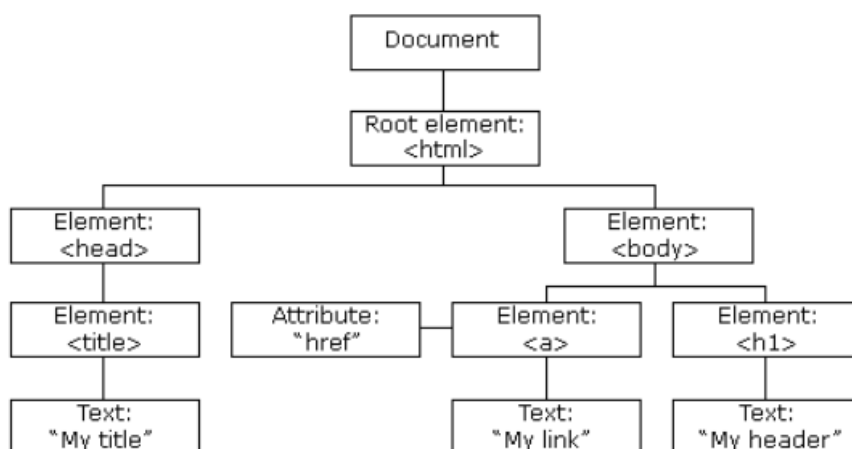 Document
Root element:
<html>
Element:
<head>
Element:
<body>
Element:
<title>
Attribute:
“href”
Element:
<a>
Element:
<h1>
Text:
“My title”
Text:
“My link”
Text:
“My header”